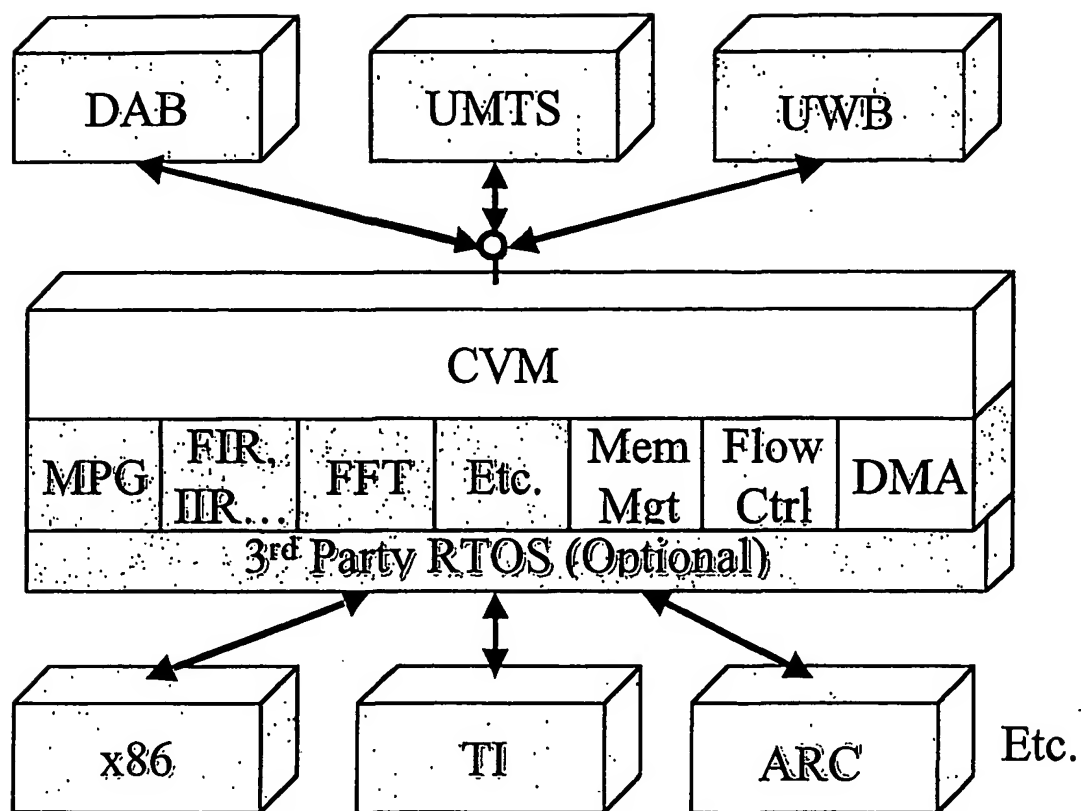 DAB
UMTS
UWB
CVM
MPG
FIR,
IIR...
FFT
Etc.
Mem
Mgt
Flow
Ctrl
DMA
3rd Party RTOS (Optional)
x86
TI
ARC
Etc.